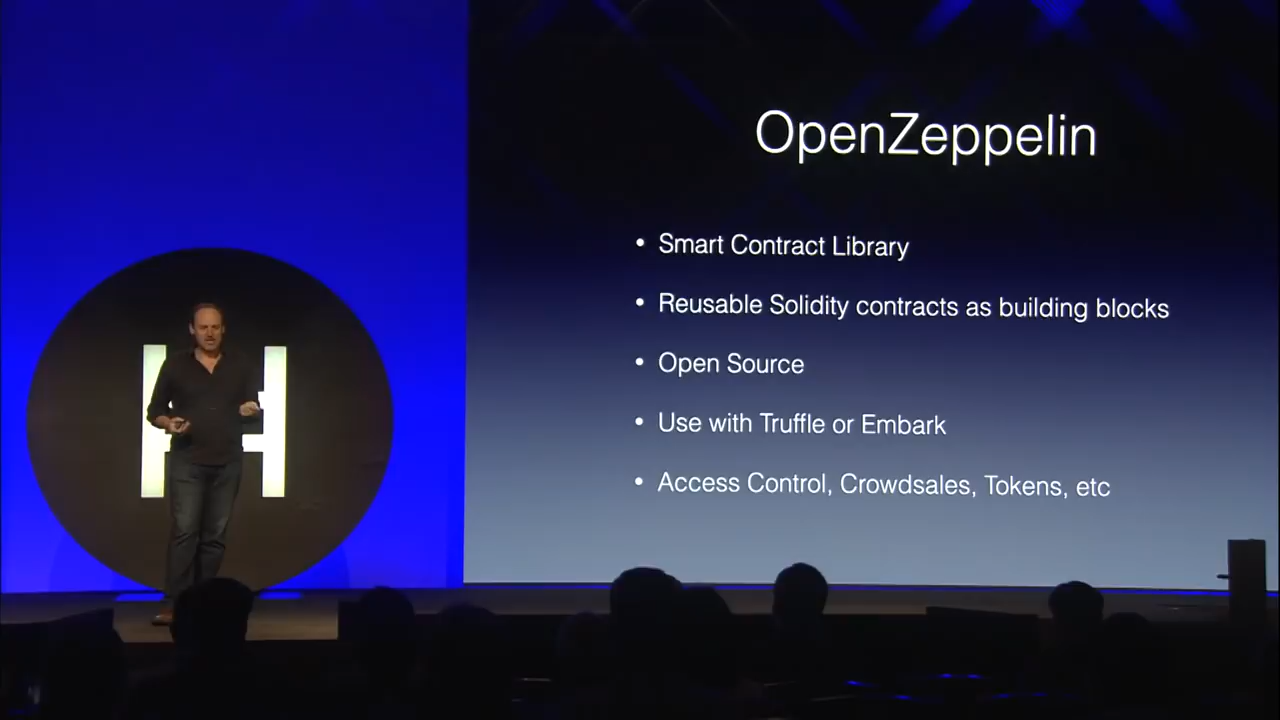 OpenZeppelin
• Smart Contract Library
• Reusable Solidity contracts as building blocks
• Open Source
• Use with Truffle or Embark
• Access Control, Crowdsales, Tokens, etc
H